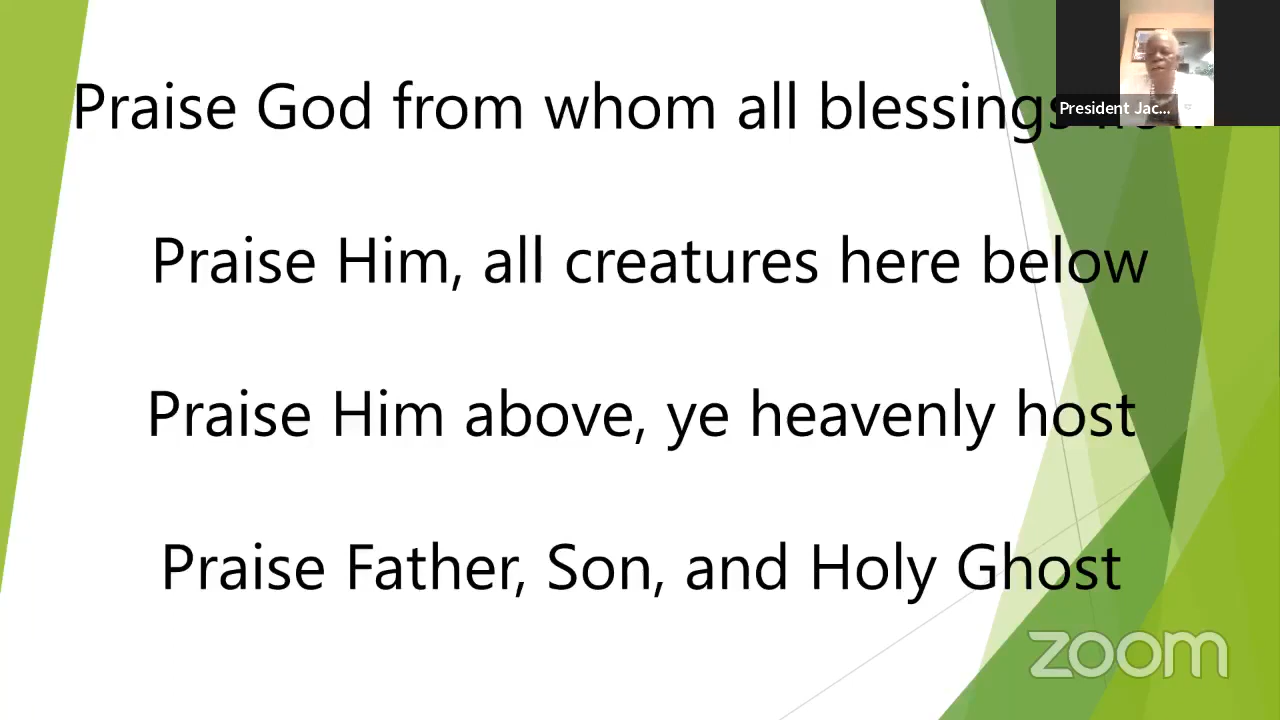 Praise God from whom all blessings
President Jac...
Praise Him, all creatures here below
Praise Him above, ye heavenly host
Praise Father, Son, and Holy Ghost
zoom